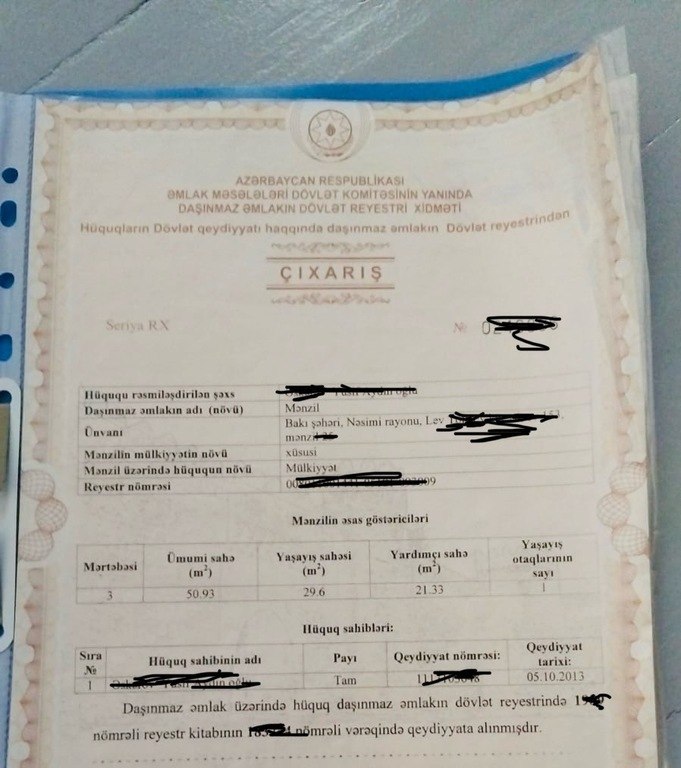 AZƏRBAYCAN RESPUBLİKASI
ƏMLAK MƏSƏLƏLƏRİ DÖVLƏT KOMİTƏSİNİN YANINDA
DAŞINMAZ ƏMLAKIN DÖVLƏT REYESTRİ XİDMƏTİ
Hüquqların Dövlət qeydiyyatı haqqında daşınmaz əmlakın Dövlət reyestrindən
ÇIXARIŞ
Seriya RX №
Hüququ rəsmiləşdirilən şəxs
Daşınmaz əmlakın adı (növü) Mənzil
Ünvanı Bakı şəhəri, Nəsimi rayonu, Lev
Mənzilin mülkiyyətin növü xüsusi
Mənzil üzərində hüququn növü Mülkiyyət
Reyestr nömrəsi
Mənzilin əsas göstəriciləri
Mərtəbəsi Ümumi sahə (m²) Yaşayış sahəsi (m²) Yardımçı sahə (m²) Yaşayış otaqlarının sayı
3 50.93 29.6 21.33 1
Hüquq sahibləri:
Sıra № Hüquq sahibinin adı Payı Qeydiyyat nömrəsi: Qeydiyyat tarixi:
1 Tam 05.10.2013
Daşınmaz əmlak üzərində hüquq daşınmaz əmlakın dövlət reyestrində
nömrəli reyestr kitabının nömrəli vərəqində qeydiyyata alınmışdır.